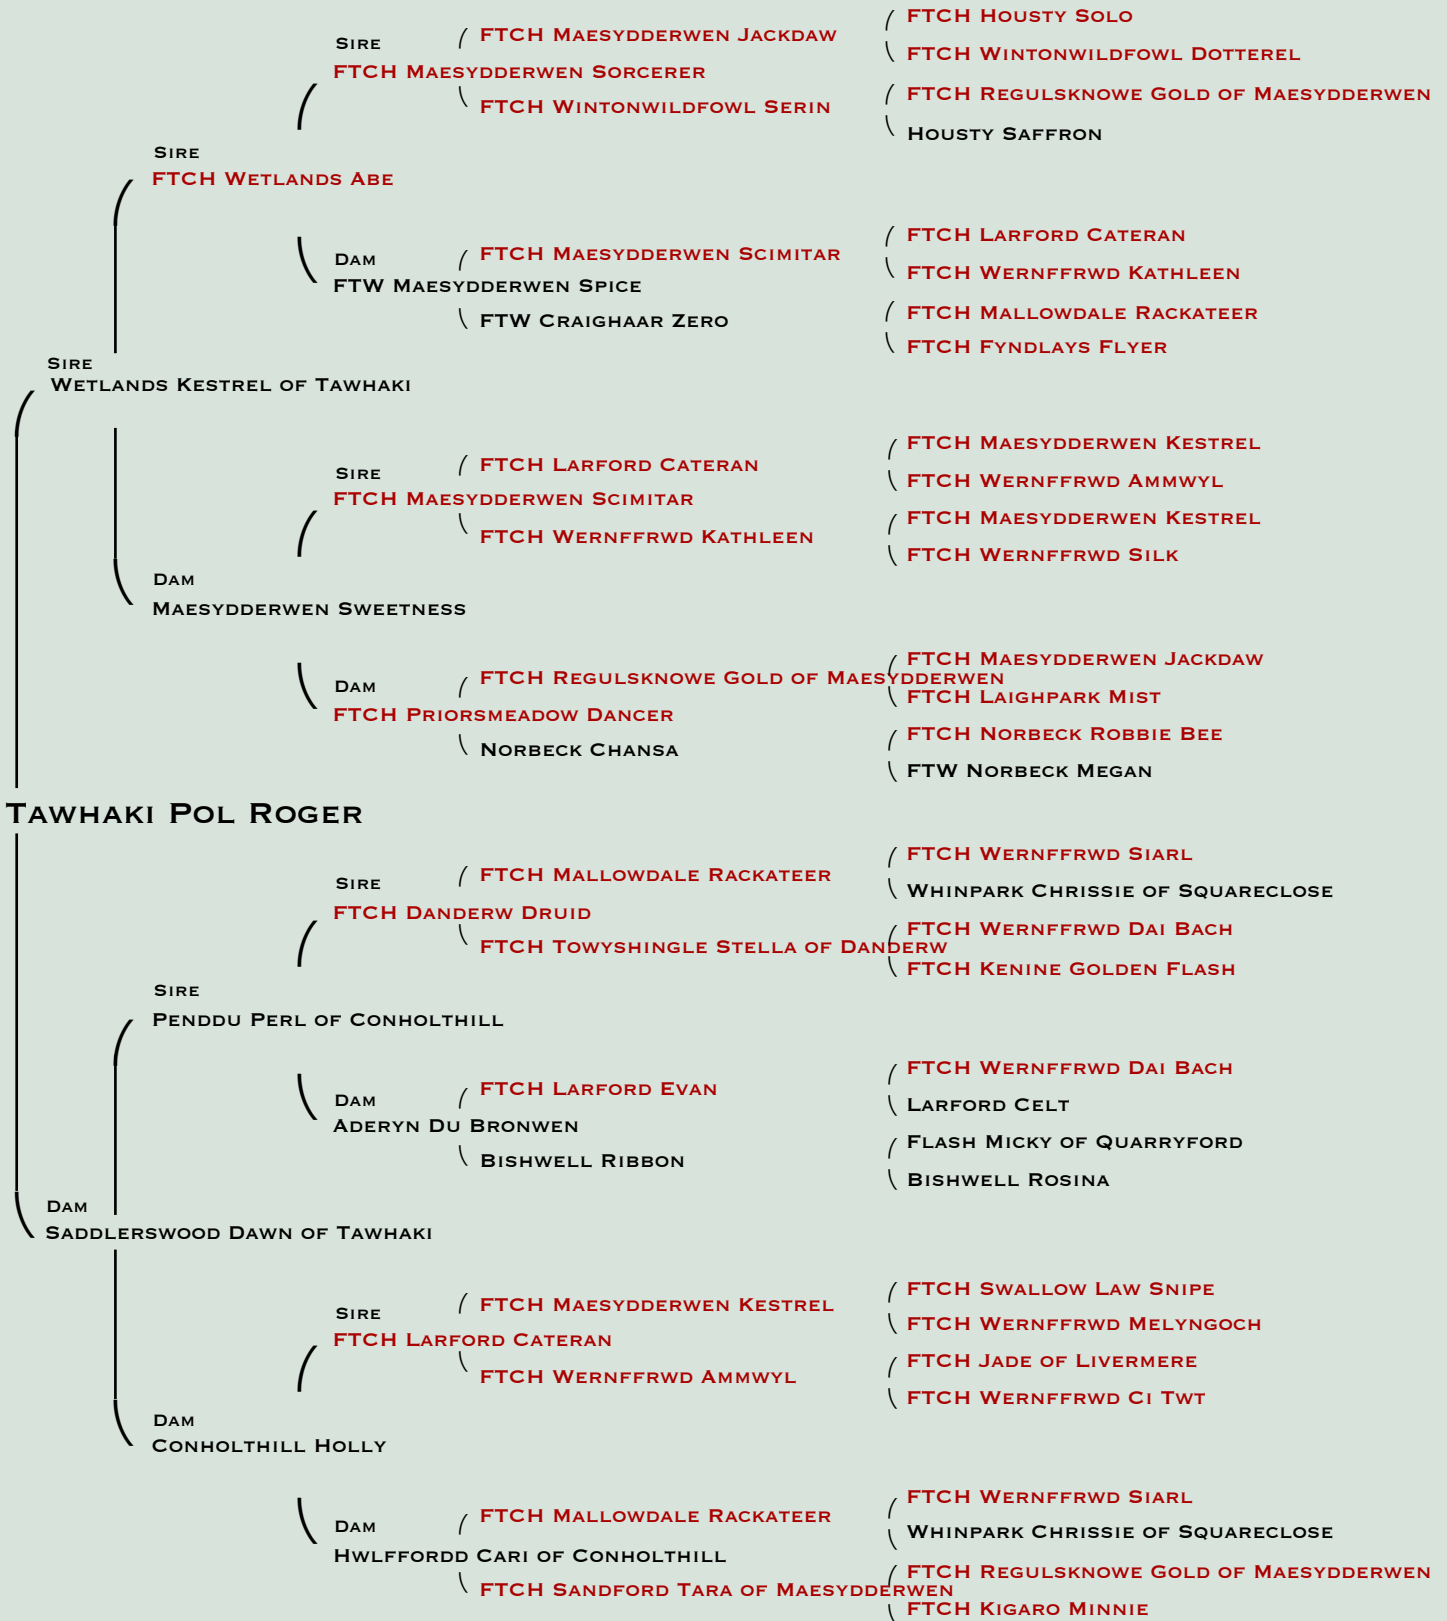 FTCH Housty Solo
Sire
FTCH Maesydderwen Jackdaw
FTCH Wintonwildfowl Dotterel
FTCH Maesydderwen Sorcerer
FTCH Regulsknowe Gold of Maesydderwen
FTCH Wintonwildfowl Serin
Housty Saffron
Sire
FTCH Wetlands Abe
FTCH Larford Cateran
Dam
FTCH Maesydderwen Scimitar
FTCH Wernffrwd Kathleen
FTW Maesydderwen Spice
FTCH Mallowdale Rackateer
FTW Craighaar Zero
FTCH Fyndlays Flyer
Sire
Wetlands Kestrel of Tawhaki
FTCH Maesydderwen Kestrel
Sire
FTCH Larford Cateran
FTCH Wernffrwd Ammwyl
FTCH Maesydderwen Scimitar
FTCH Maesydderwen Kestrel
FTCH Wernffrwd Kathleen
FTCH Wernffrwd Silk
Dam
Maesydderwen Sweetness
FTCH Maesydderwen Jackdaw
Dam
FTCH Regulsknowe Gold of Maesydderwen
FTCH Laighpark Mist
FTCH Priorsmeadow Dancer
FTCH Norbeck Robbie Bee
Norbeck Chansa
FTW Norbeck Megan
Tawhaki Pol Roger
FTCH Wernffrwd Siarl
Sire
FTCH Mallowdale Rackateer
Whinpark Chrissie of Squareclose
FTCH Danderw Druid
FTCH Wernffrwd Dai Bach
FTCH Towyshingle Stella of Danderw
FTCH Kenine Golden Flash
Sire
Penddu Perl of Conholthill
FTCH Wernffrwd Dai Bach
Dam
FTCH Larford Evan
Larford Celt
Aderyn Du Bronwen
Flash Micky of Quarryford
Bishwell Ribbon
Bishwell Rosina
Dam
Saddlerswood Dawn of Tawhaki
FTCH Swallow Law Snipe
Sire
FTCH Maesydderwen Kestrel
FTCH Wernffrwd Melyngoch
FTCH Larford Cateran
FTCH Jade of Livermere
FTCH Wernffrwd Ammwyl
FTCH Wernffrwd Ci Twt
Dam
Conholthill Holly
FTCH Wernffrwd Siarl
Dam
FTCH Mallowdale Rackateer
Whinpark Chrissie of Squareclose
Hwlffordd Cari of Conholthill
FTCH Regulsknowe Gold of Maesydderwen
FTCH Sandford Tara of Maesydderwen
FTCH Kigaro Minnie